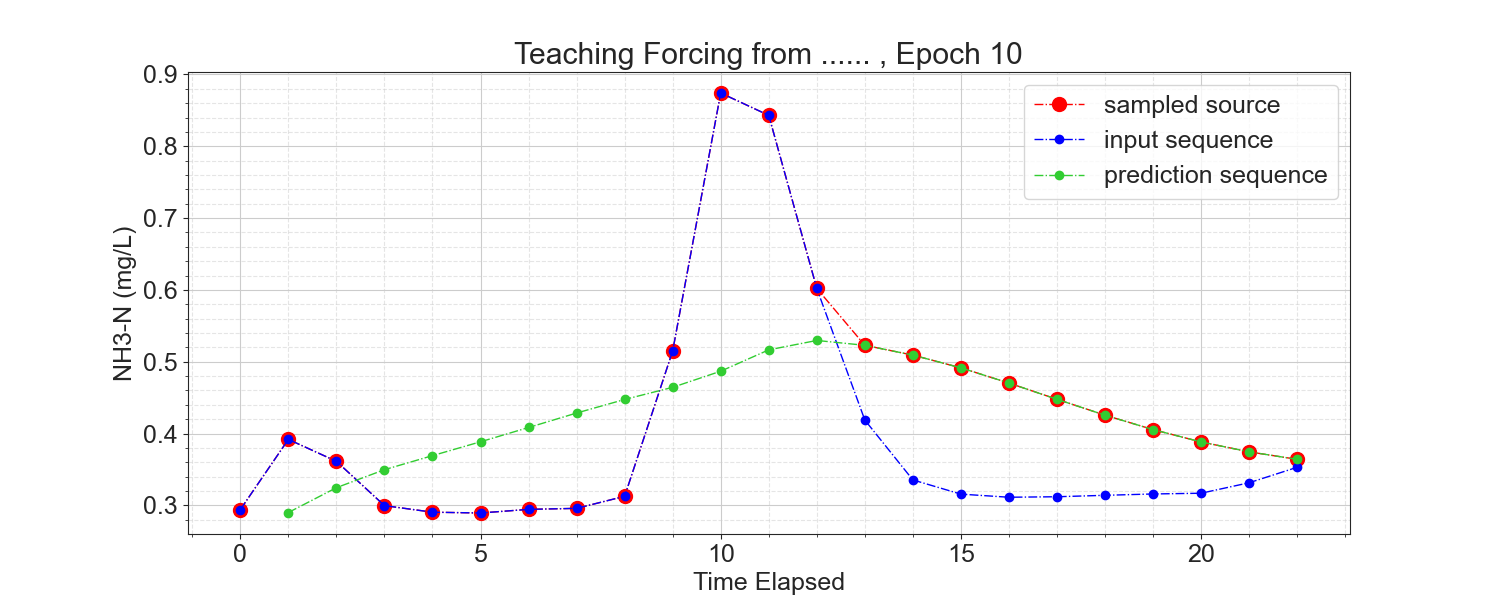 Teaching Forcing from ...... , Epoch 10
sampled source
input sequence
prediction sequence
NH3-N (mg/L)
0.9
0.8
0.7
0.6
0.5
0.4
0.3
0
5
10
15
20
Time Elapsed